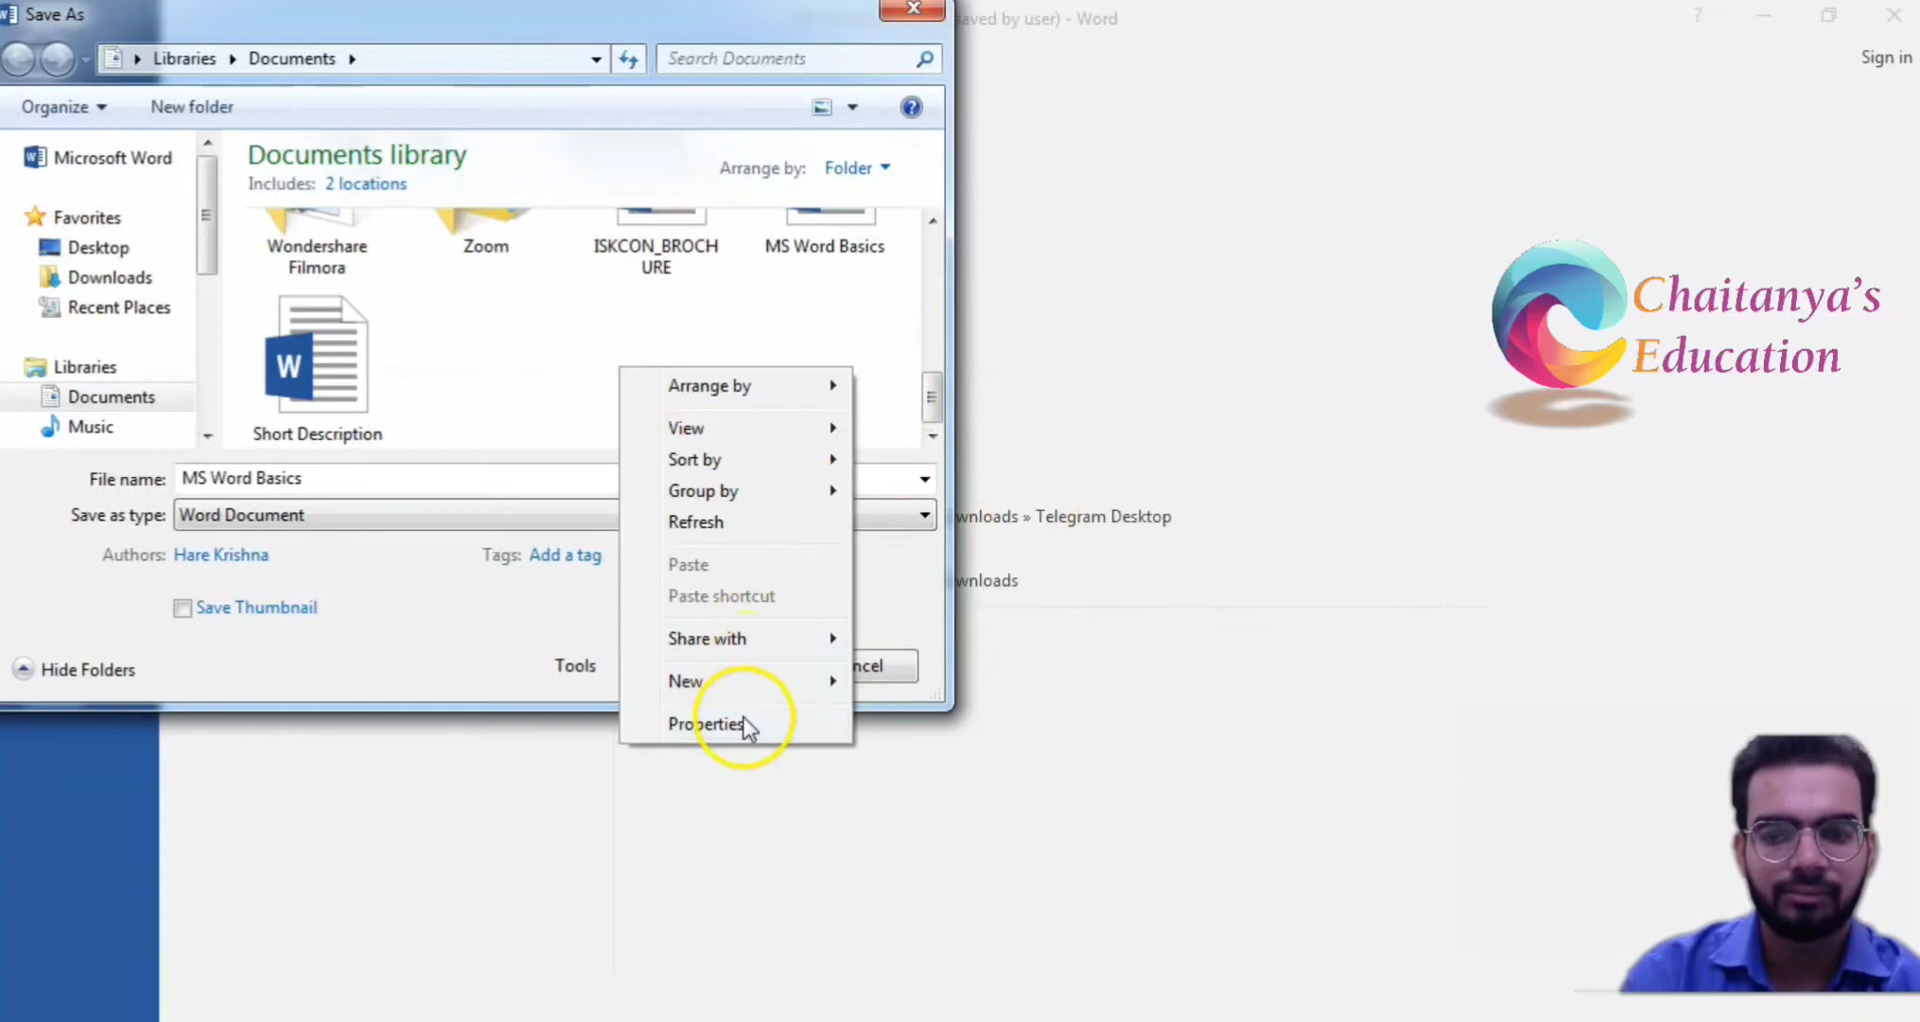 Save As
saved by user) - Word
?
Sign in
Libraries
Documents
Search Documents
Organize
New folder
?
Microsoft Word
Favorites
Desktop
Downloads
Recent Places
Libraries
Documents
Music
Documents library
Includes: 2 locations
Arrange by: Folder
Wondershare
Filmora
Zoom
ISKCON_BROCH
URE
MS Word Basics
W
Short Description
Arrange by
View
Sort by
Group by
Refresh
Paste
Paste shortcut
Share with
New
Properties
File name: MS Word Basics
Save as type: Word Document
Authors: Hare Krishna
Tags: Add a tag
Save Thumbnail
Hide Folders
Tools
ncel
wnloads » Telegram Desktop
wnloads
Chaitanya's
Education